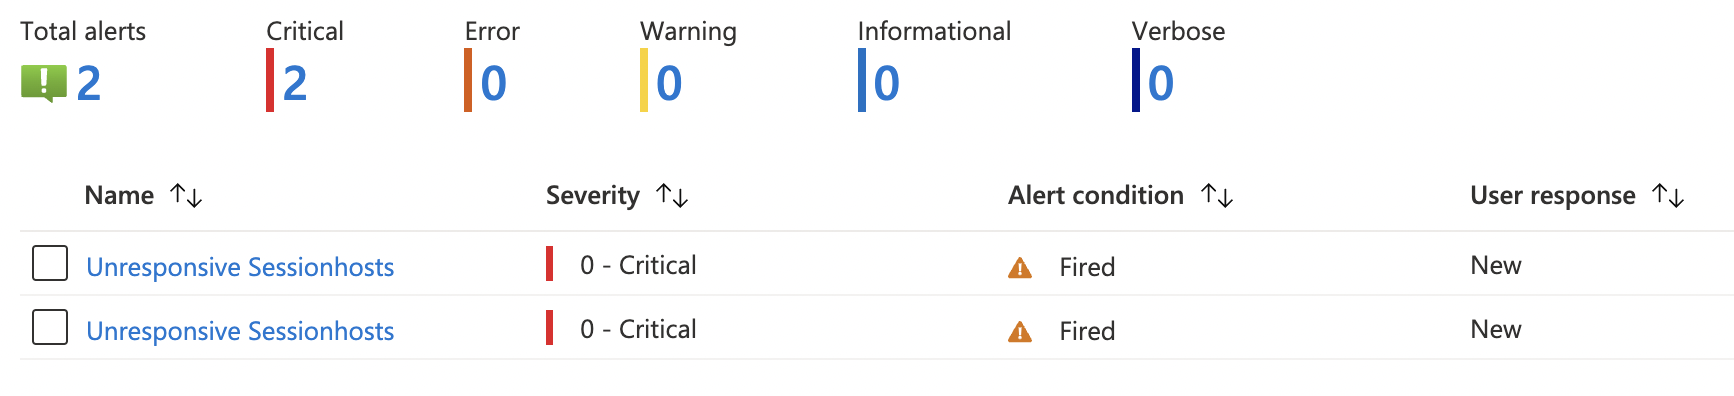 Total alerts Critical Error Warning Informational Verbose
2 2 0 0 0 0
Name Severity Alert condition User response
Unresponsive Sessionhosts 0 - Critical Fired New
Unresponsive Sessionhosts 0 - Critical Fired New